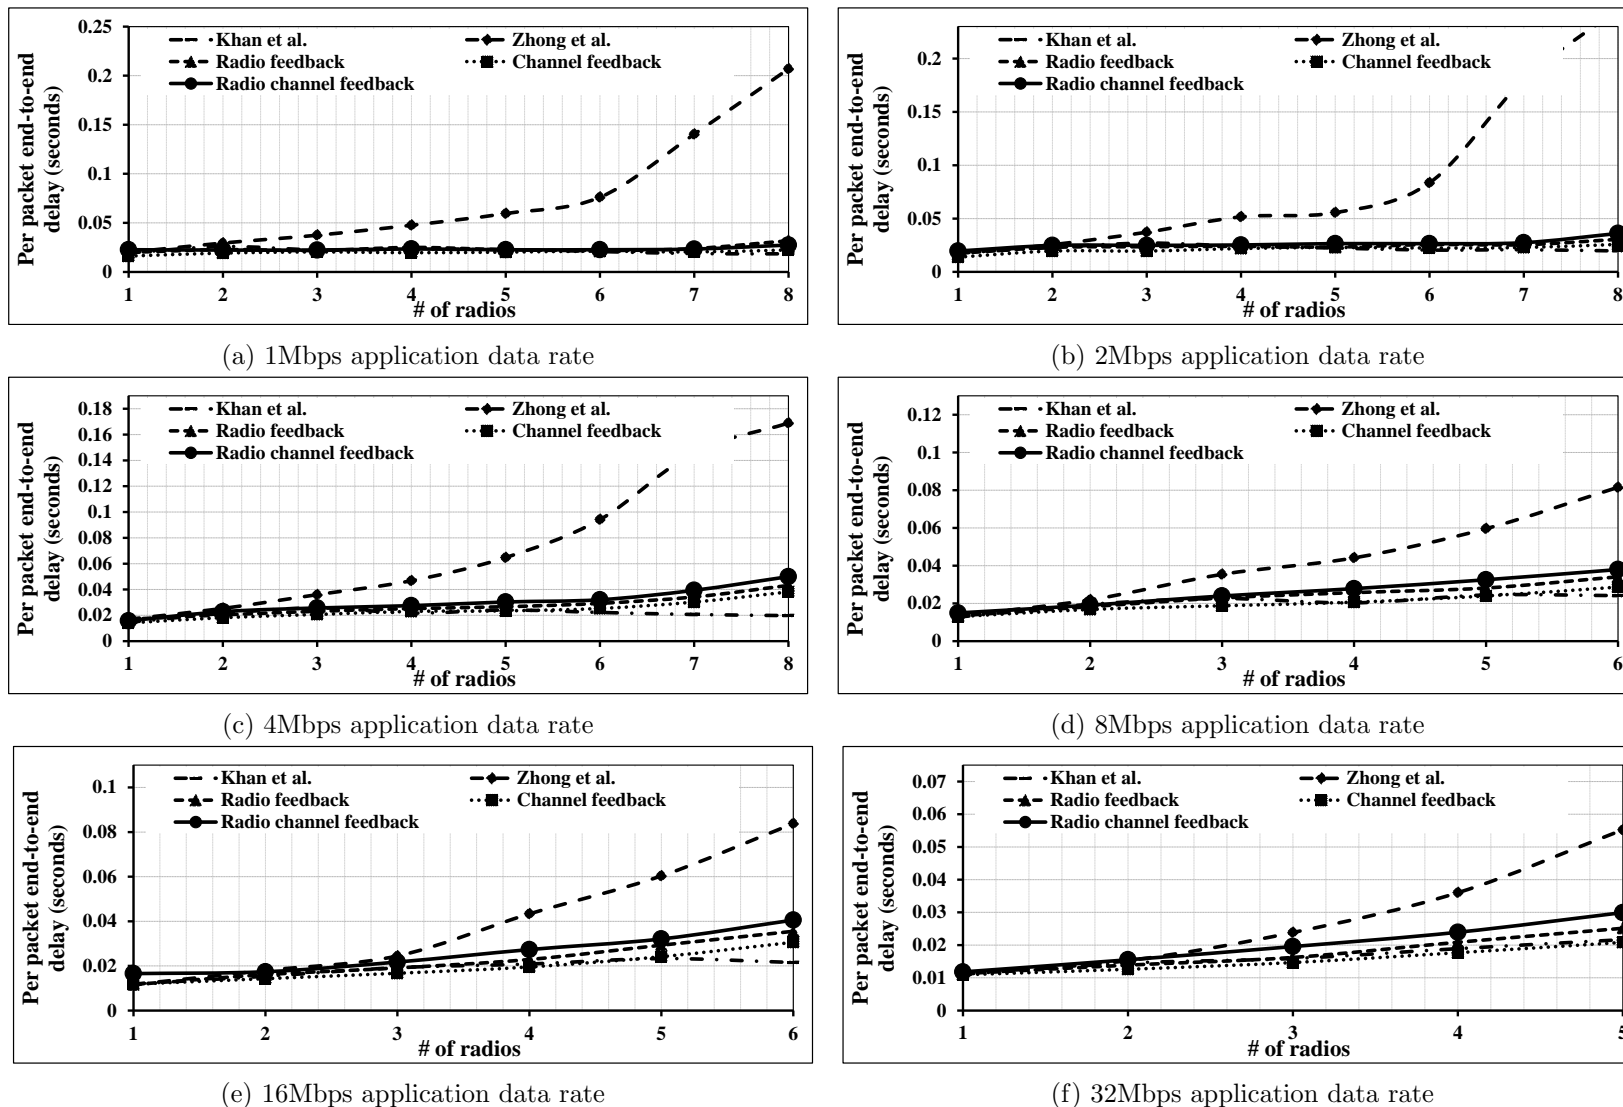 Per packet end-to-end
delay (seconds)
0.25
0.2
0.15
0.1
0.05
0
Khan et al.
Zhong et al.
Radio feedback
Channel feedback
Radio channel feedback
1 2 3 4 5 6 7 8
# of radios
(a) 1Mbps application data rate
Per packet end-to-end
delay (seconds)
0.2
0.15
0.1
0.05
0
Khan et al.
Zhong et al.
Radio feedback
Channel feedback
Radio channel feedback
1 2 3 4 5 6 7 8
# of radios
(b) 2Mbps application data rate
Per packet end-to-end
delay (seconds)
0.18
0.16
0.14
0.12
0.1
0.08
0.06
0.04
0.02
0
Khan et al.
Zhong et al.
Radio feedback
Channel feedback
Radio channel feedback
1 2 3 4 5 6 7 8
# of radios
(c) 4Mbps application data rate
Per packet end-to-end
delay (seconds)
0.12
0.1
0.08
0.06
0.04
0.02
0
Khan et al.
Zhong et al.
Radio feedback
Channel feedback
Radio channel feedback
1 2 3 4 5 6
# of radios
(d) 8Mbps application data rate
Per packet end-to-end
delay (seconds)
0.1
0.08
0.06
0.04
0.02
0
Khan et al.
Zhong et al.
Radio feedback
Channel feedback
Radio channel feedback
1 2 3 4 5 6
# of radios
(e) 16Mbps application data rate
Per packet end-to-end
delay (seconds)
0.07
0.06
0.05
0.04
0.03
0.02
0.01
0
Khan et al.
Zhong et al.
Radio feedback
Channel feedback
Radio channel feedback
1 2 3 4 5
# of radios
(f) 32Mbps application data rate